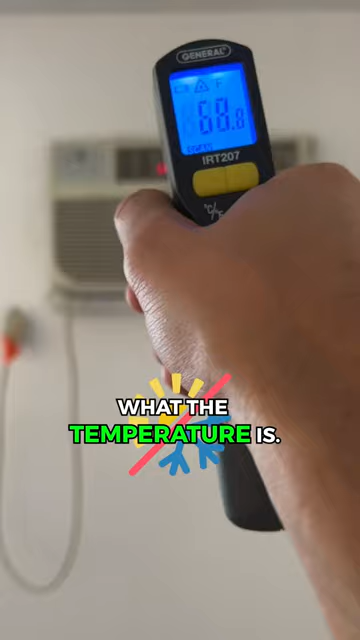 GENERAL
F
68.8
IRT207
°C/°F
WHAT THE
TEMPERATURE IS.